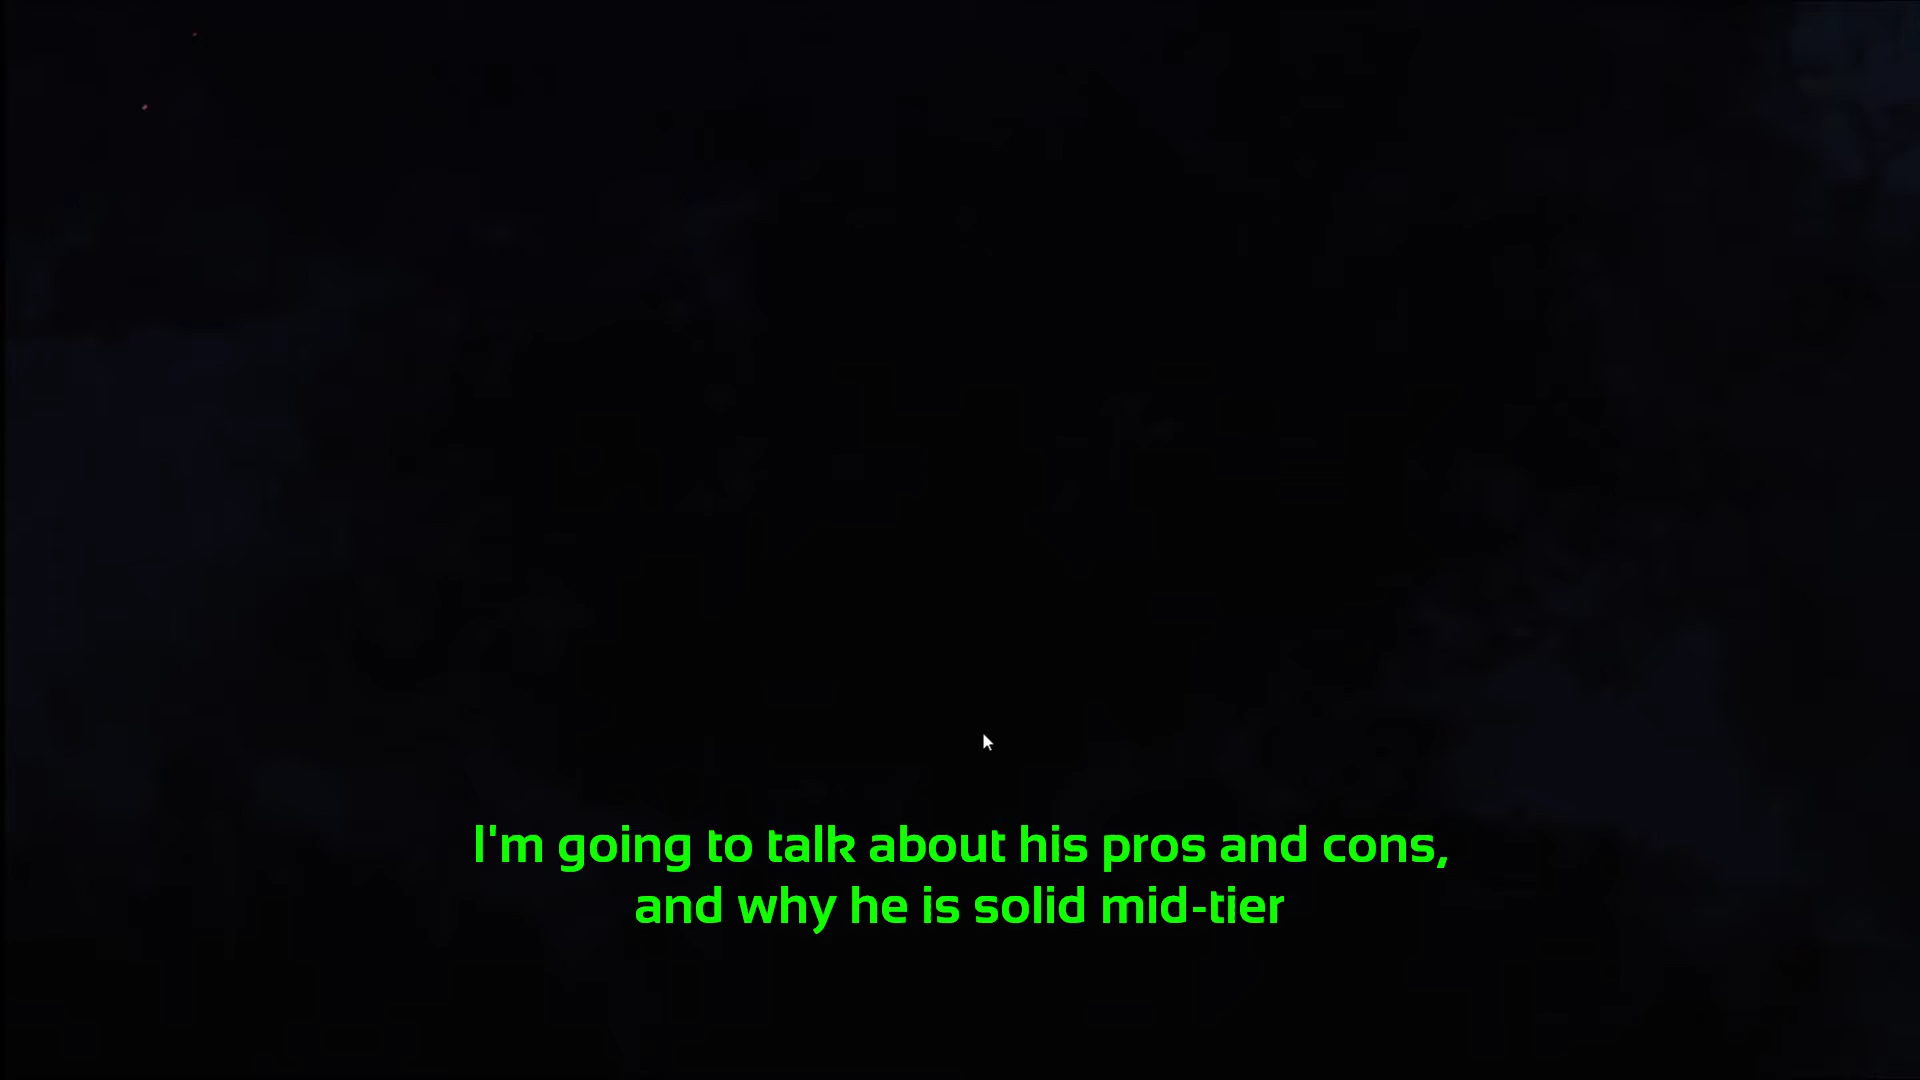 I'm going to talk about his pros and cons,
and why he is solid mid-tier